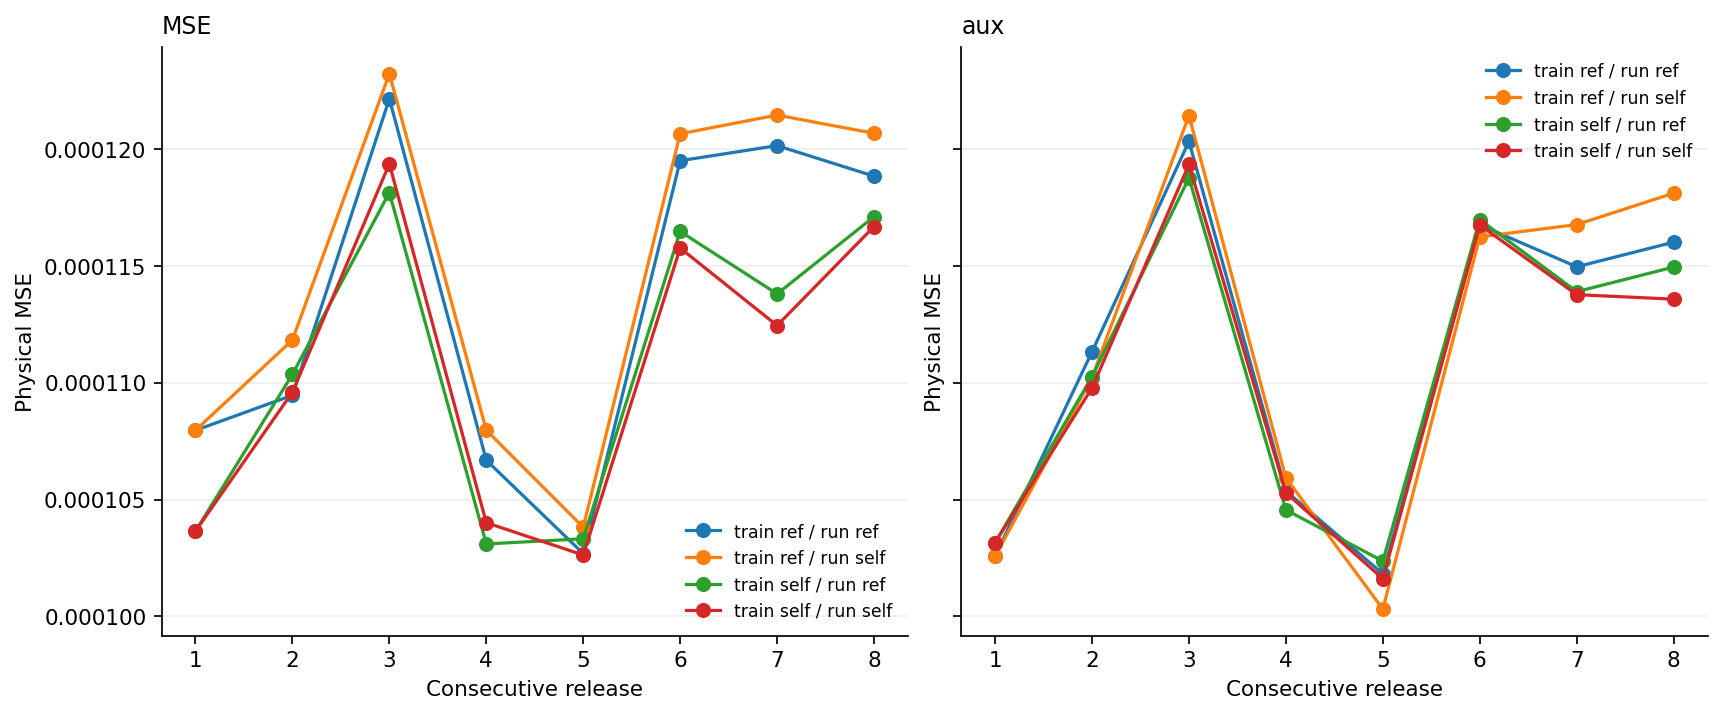 MSE
Physical MSE
0.000120
0.000115
0.000110
0.000105
0.000100
1 2 3 4 5 6 7 8
Consecutive release
train ref / run ref
train ref / run self
train self / run ref
train self / run self
aux
Physical MSE
1 2 3 4 5 6 7 8
Consecutive release
train ref / run ref
train ref / run self
train self / run ref
train self / run self